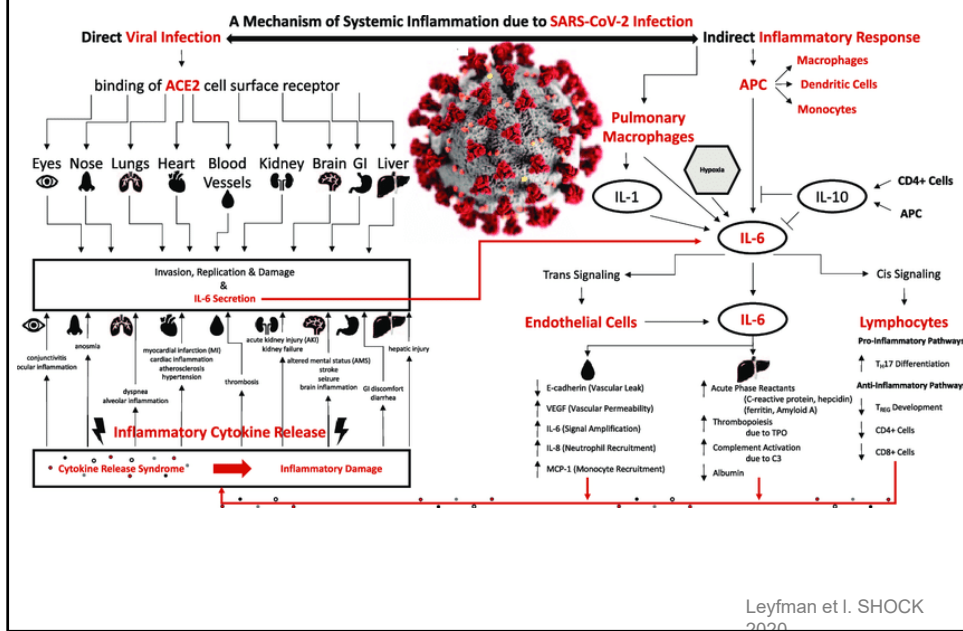 A Mechanism of Systemic Inflammation due to SARS-CoV-2 Infection
Direct Viral Infection
Indirect Inflammatory Response
binding of ACE2 cell surface receptor
APC
Macrophages
Dendritic Cells
Monocytes
Pulmonary
Macrophages
Hypoxia
Eyes
Nose
Lungs
Heart
Blood
Vessels
Kidney
Brain
GI
Liver
IL-1
IL-10
CD4+ Cells
APC
IL-6
Invasion, Replication & Damage
&
IL-6 Secretion
Trans Signaling
Cis Signaling
Endothelial Cells
IL-6
Lymphocytes
Pro-Inflammatory Pathways
TH17 Differentiation
Anti-Inflammatory Pathways
TREG Development
CD4+ Cells
CD8+ Cells
conjunctivitis
ocular inflammation
anosmia
dyspnea
alveolar inflammation
myocardial infarction (MI)
cardiac inflammation
atherosclerosis
hypertension
thrombosis
acute kidney injury (AKI)
kidney failure
altered mental status (AMS)
stroke
seizure
brain inflammation
GI discomfort
diarrhea
hepatic injury
E-cadherin (Vascular Leak)
VEGF (Vascular Permeability)
IL-6 (Signal Amplification)
IL-8 (Neutrophil Recruitment)
MCP-1 (Monocyte Recruitment)
Acute Phase Reactants
(C-reactive protein, hepcidin)
(ferritin, Amyloid A)
Thrombopoiesis
due to TPO
Complement Activation
due to C3
Albumin
Inflammatory Cytokine Release
Cytokine Release Syndrome
Inflammatory Damage
Leyfman et l. SHOCK
2020